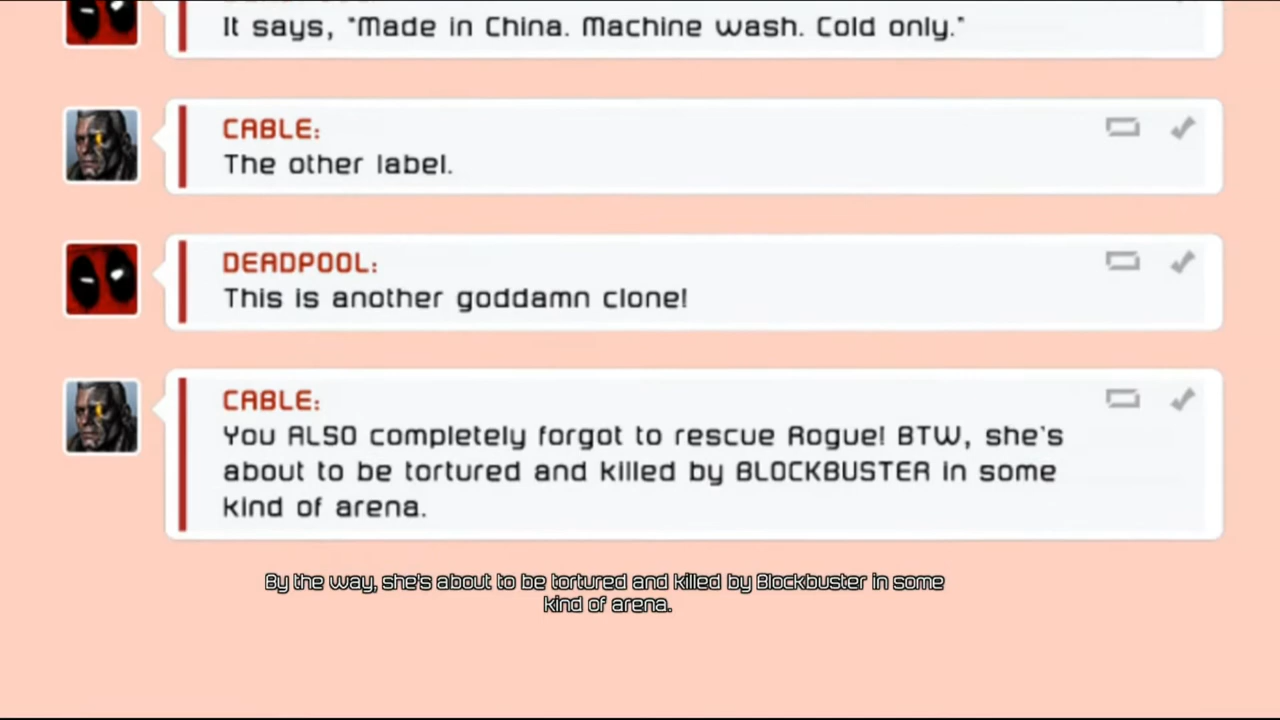 It says, "Made in China. Machine wash. Cold only."
CABLE:
The other label.
DEADPOOL:
This is another goddamn clone!
CABLE:
You ALSO completely forgot to rescue Rogue! BTW, she's
about to be tortured and killed by BLOCKBUSTER in some
kind of arena.
By the way, she's about to be tortured and killed by Blockbuster in some
kind of arena.